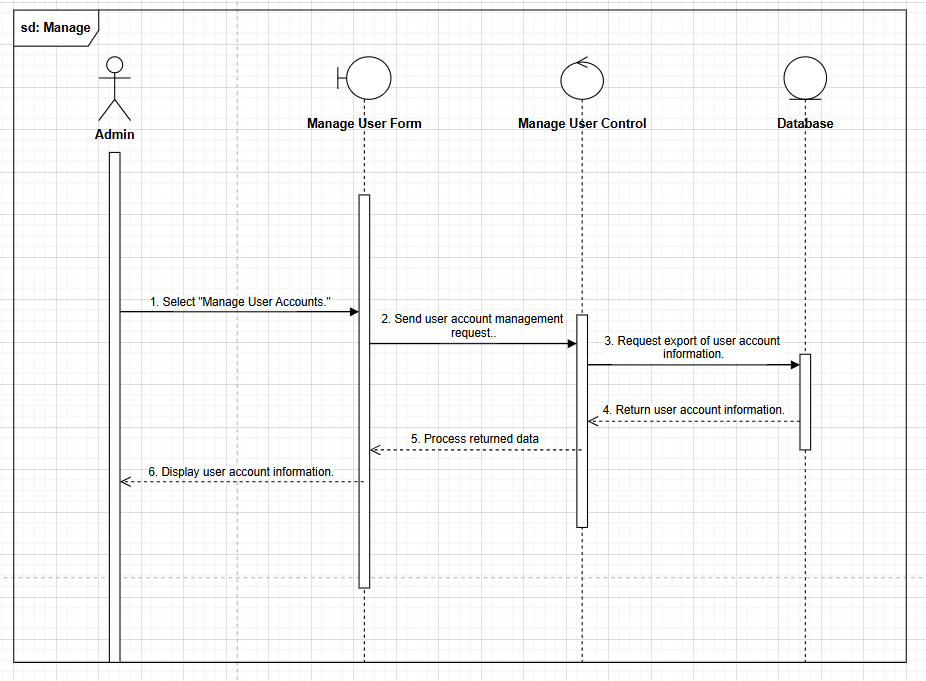 sd: Manage
Admin
Manage User Form
Manage User Control
Database
1. Select "Manage User Accounts."
2. Send user account management
request..
3. Request export of user account
information.
4. Return user account information.
5. Process returned data
6. Display user account information.